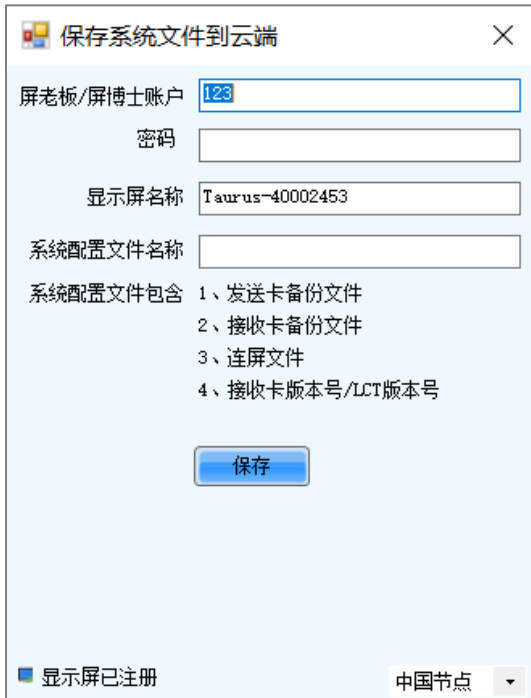 保存系统文件到云端
屏老板/屏博士账户 123
密码
显示屏名称 Taurus-40002453
系统配置文件名称
系统配置文件包含 1、发送卡备份文件
2、接收卡备份文件
3、连屏文件
4、接收卡版本号/LCT版本号
保存
显示屏已注册 中国节点